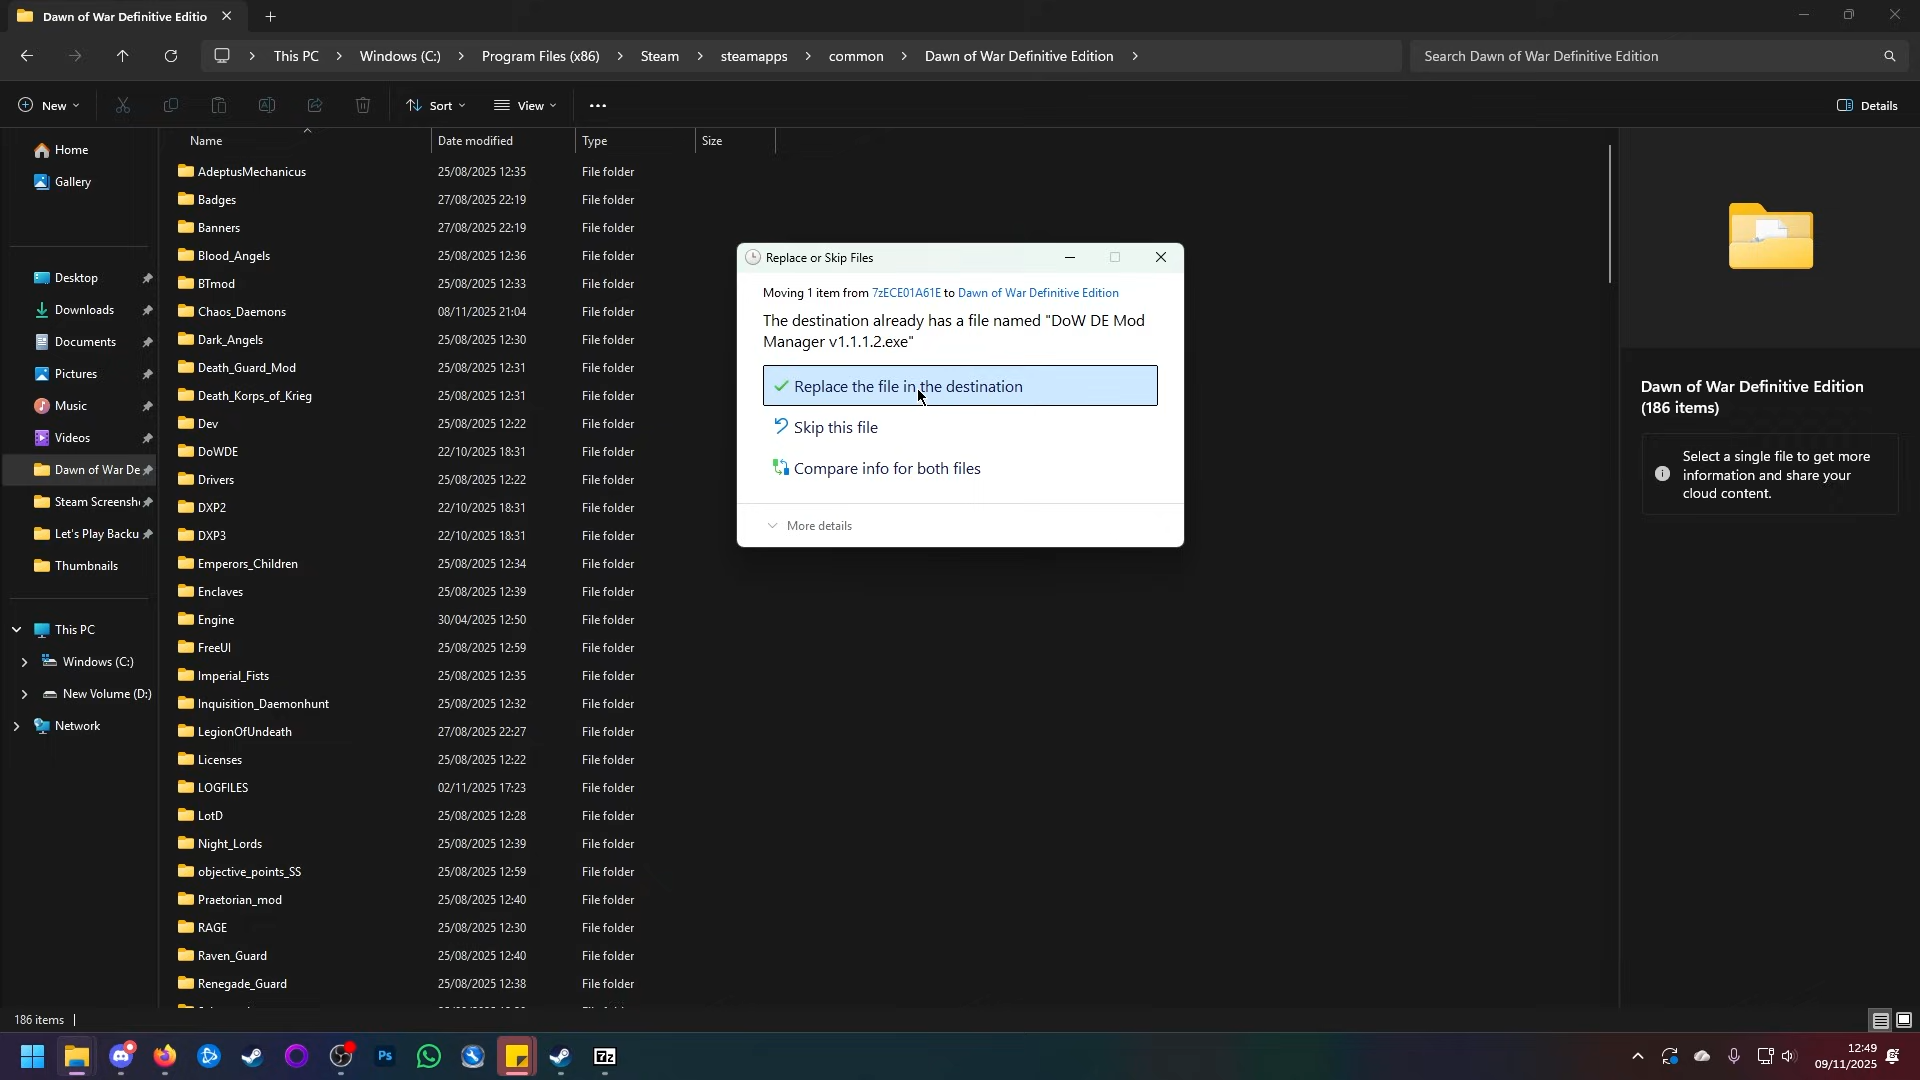 Dawn of War Definitive Editio
This PC > Windows (C:) > Program Files (x86) > Steam > steamapps > common > Dawn of War Definitive Edition >
Search Dawn of War Definitive Edition
New
Sort
View
Details
Home
Gallery
Desktop
Downloads
Documents
Pictures
Music
Videos
Dawn of War De
Steam Screensh
Let's Play Backu
Thumbnails
This PC
Windows (C:)
New Volume (D:)
Network
Name Date modified Type Size
AdeptusMechanicus 25/08/2025 12:35 File folder
Badges 27/08/2025 22:19 File folder
Banners 27/08/2025 22:19 File folder
Blood_Angels 25/08/2025 12:36 File folder
BTmod 25/08/2025 12:33 File folder
Chaos_Daemons 08/11/2025 21:04 File folder
Dark_Angels 25/08/2025 12:30 File folder
Death_Guard_Mod 25/08/2025 12:31 File folder
Death_Korps_of_Krieg 25/08/2025 12:31 File folder
Dev 25/08/2025 12:22 File folder
DoWDE 22/10/2025 18:31 File folder
Drivers 25/08/2025 12:22 File folder
DXP2 22/10/2025 18:31 File folder
DXP3 22/10/2025 18:31 File folder
Emperors_Children 25/08/2025 12:34 File folder
Enclaves 25/08/2025 12:39 File folder
Engine 30/04/2025 12:50 File folder
FreeUI 25/08/2025 12:59 File folder
Imperial_Fists 25/08/2025 12:35 File folder
Inquisition_Daemonhunt 25/08/2025 12:32 File folder
LegionOfUndeath 27/08/2025 22:27 File folder
Licenses 25/08/2025 12:22 File folder
LOGFILES 02/11/2025 17:23 File folder
LotD 25/08/2025 12:28 File folder
Night_Lords 25/08/2025 12:39 File folder
objective_points_SS 25/08/2025 12:59 File folder
Praetorian_mod 25/08/2025 12:40 File folder
RAGE 25/08/2025 12:30 File folder
Raven_Guard 25/08/2025 12:40 File folder
Renegade_Guard 25/08/2025 12:38 File folder
Replace or Skip Files
Moving 1 item from 7zECE01A61E to Dawn of War Definitive Edition
The destination already has a file named "DoW DE Mod
Manager v1.1.1.2.exe"
Replace the file in the destination
Skip this file
Compare info for both files
More details
Dawn of War Definitive Edition
(186 items)
Select a single file to get more
information and share your
cloud content.
186 items
Ps
7z
12:49
09/11/2025